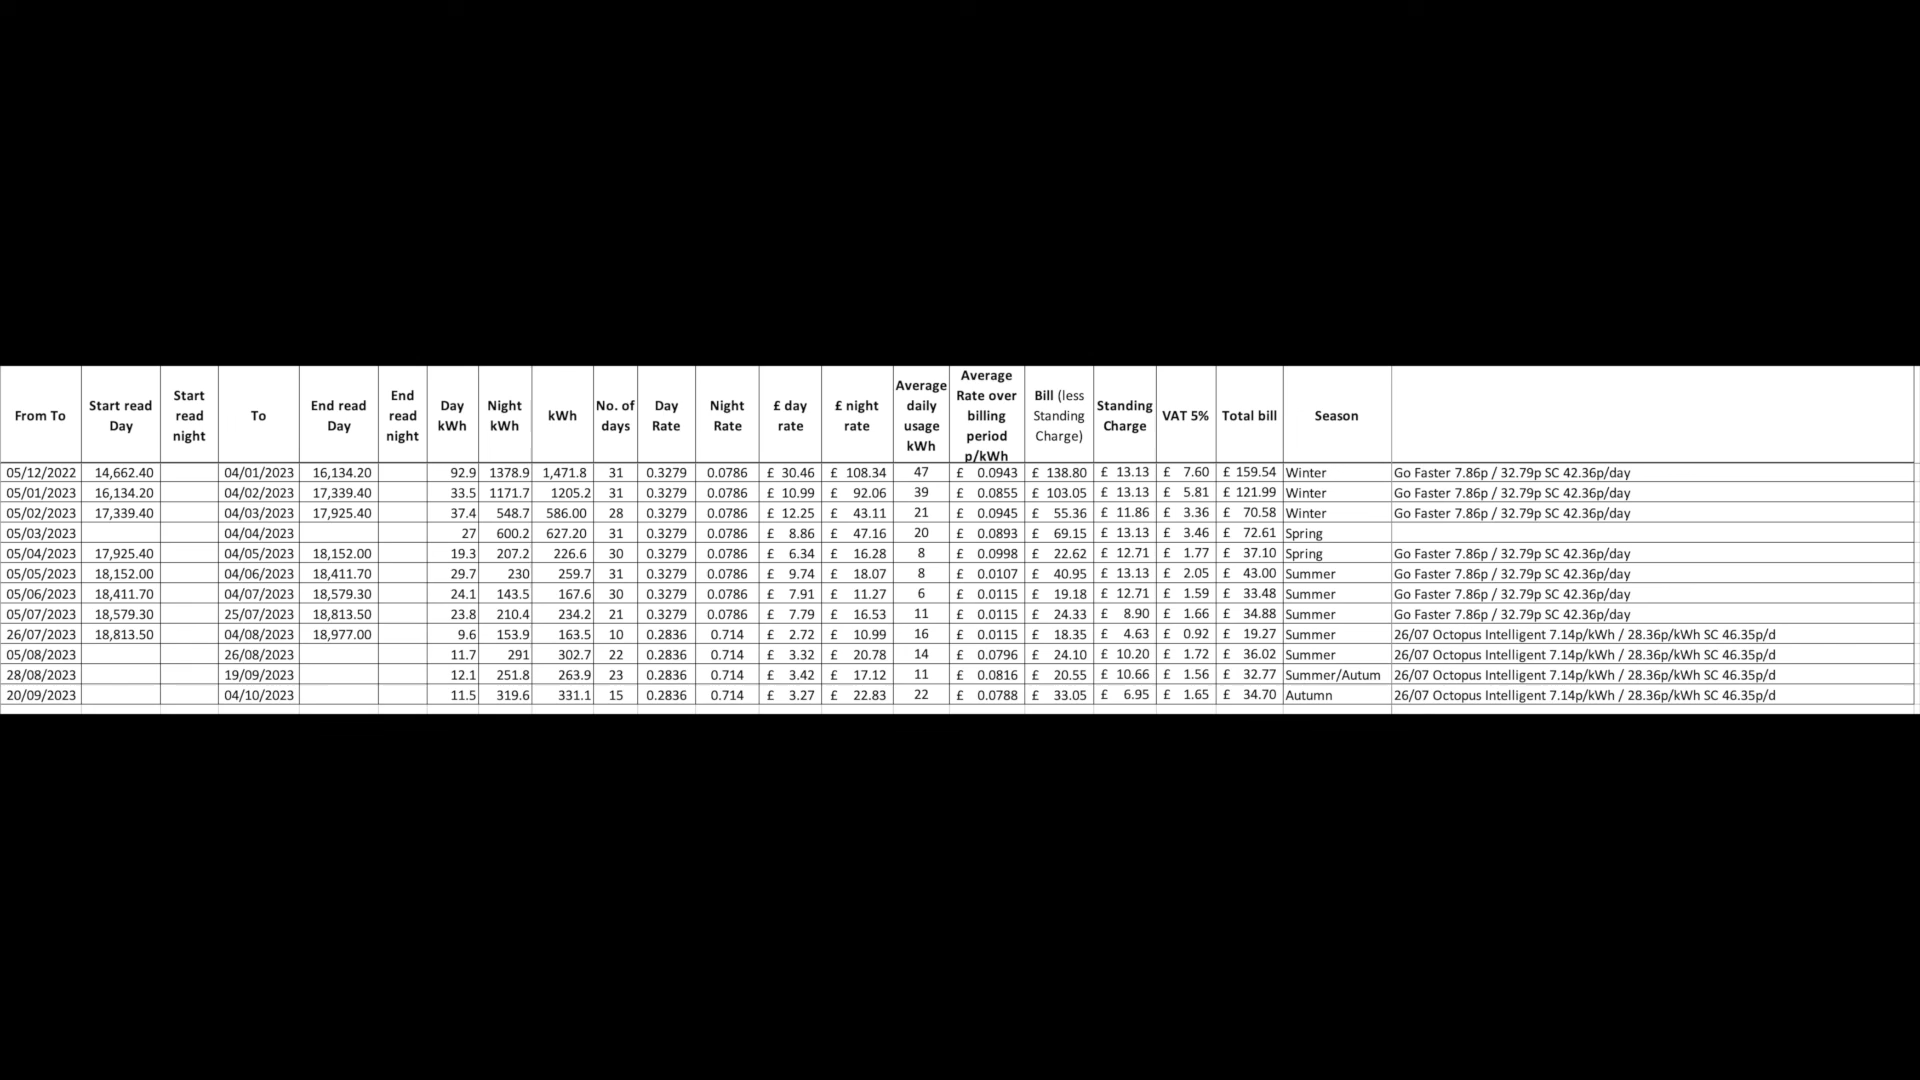 From To Start read Day Start read night To End read Day End read night Day kWh Night kWh kWh No. of days Day Rate Night Rate £ day rate £ night rate Average daily usage kWh Average Rate over billing period p/kWh Bill (less Standing Charge) Standing Charge VAT 5% Total bill Season
05/12/2022 14,662.40 04/01/2023 16,134.20 92.9 1378.9 1,471.8 31 0.3279 0.0786 £ 30.46 £ 108.34 47 £ 0.0943 £ 138.80 £ 13.13 £ 7.60 £ 159.54 Winter Go Faster 7.86p / 32.79p SC 42.36p/day
05/01/2023 16,134.20 04/02/2023 17,339.40 33.5 1171.7 1205.2 31 0.3279 0.0786 £ 10.99 £ 92.06 39 £ 0.0855 £ 103.05 £ 13.13 £ 5.81 £ 121.99 Winter Go Faster 7.86p / 32.79p SC 42.36p/day
05/02/2023 17,339.40 04/03/2023 17,925.40 37.4 548.7 586.00 28 0.3279 0.0786 £ 12.25 £ 43.11 21 £ 0.0945 £ 55.36 £ 11.86 £ 3.36 £ 70.58 Winter Go Faster 7.86p / 32.79p SC 42.36p/day
05/03/2023 04/04/2023 27 600.2 627.20 31 0.3279 0.0786 £ 8.86 £ 47.16 20 £ 0.0893 £ 69.15 £ 13.13 £ 3.46 £ 72.61 Spring
05/04/2023 17,925.40 04/05/2023 18,152.00 19.3 207.2 226.6 30 0.3279 0.0786 £ 6.34 £ 16.28 8 £ 0.0998 £ 22.62 £ 12.71 £ 1.77 £ 37.10 Spring Go Faster 7.86p / 32.79p SC 42.36p/day
05/05/2023 18,152.00 04/06/2023 18,411.70 29.7 230 259.7 31 0.3279 0.0786 £ 9.74 £ 18.07 8 £ 0.0107 £ 40.95 £ 13.13 £ 2.05 £ 43.00 Summer Go Faster 7.86p / 32.79p SC 42.36p/day
05/06/2023 18,411.70 04/07/2023 18,579.30 24.1 143.5 167.6 30 0.3279 0.0786 £ 7.91 £ 11.27 6 £ 0.0115 £ 19.18 £ 12.71 £ 1.59 £ 33.48 Summer Go Faster 7.86p / 32.79p SC 42.36p/day
05/07/2023 18,579.30 25/07/2023 18,813.50 23.8 210.4 234.2 21 0.3279 0.0786 £ 7.79 £ 16.53 11 £ 0.0115 £ 24.33 £ 8.90 £ 1.66 £ 34.88 Summer Go Faster 7.86p / 32.79p SC 42.36p/day
26/07/2023 18,813.50 04/08/2023 18,977.00 9.6 153.9 163.5 10 0.2836 0.714 £ 2.72 £ 10.99 16 £ 0.0115 £ 18.35 £ 4.63 £ 0.92 £ 19.27 Summer 26/07 Octopus Intelligent 7.14p/kWh / 28.36p/kWh SC 46.35p/d
05/08/2023 26/08/2023 11.7 291 302.7 22 0.2836 0.714 £ 3.32 £ 20.78 14 £ 0.0796 £ 24.10 £ 10.20 £ 1.72 £ 36.02 Summer 26/07 Octopus Intelligent 7.14p/kWh / 28.36p/kWh SC 46.35p/d
28/08/2023 19/09/2023 12.1 251.8 263.9 23 0.2836 0.714 £ 3.42 £ 17.12 11 £ 0.0816 £ 20.55 £ 10.66 £ 1.56 £ 32.77 Summer/Autum 26/07 Octopus Intelligent 7.14p/kWh / 28.36p/kWh SC 46.35p/d
20/09/2023 04/10/2023 11.5 319.6 331.1 15 0.2836 0.714 £ 3.27 £ 22.83 22 £ 0.0788 £ 33.05 £ 6.95 £ 1.65 £ 34.70 Autumn 26/07 Octopus Intelligent 7.14p/kWh / 28.36p/kWh SC 46.35p/d